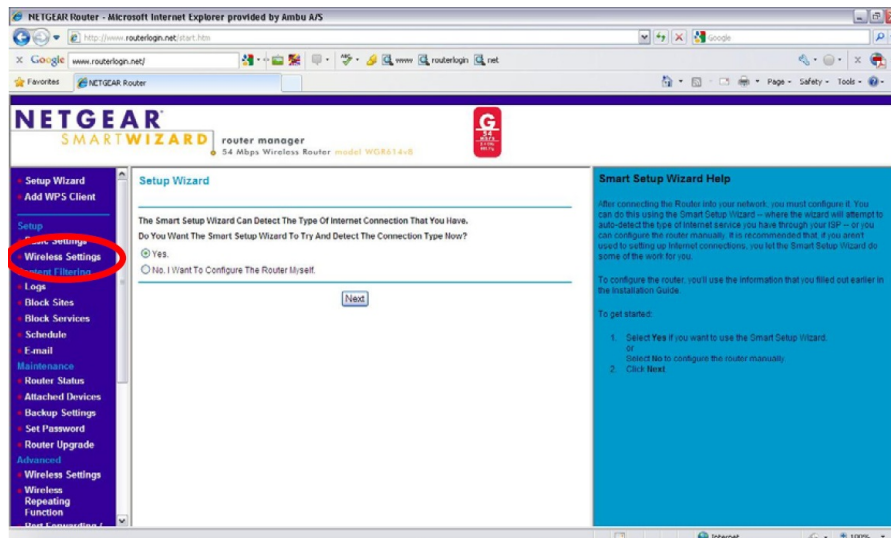 NETGEAR Router - Microsoft Internet Explorer provided by Ambu A/S
http://www.routerlogin.net/start.htm
Google
Google www.routerlogin.net/
www routerlogin net
Favorites NETGEAR Router
Page Safety Tools
NETGEAR
SMARTWIZARD router manager
54 Mbps Wireless Router model WGR614v8
G
54
Setup Wizard
Add WPS Client
Setup
Basic Settings
Wireless Settings
Content Filtering
Logs
Block Sites
Block Services
Schedule
E-mail
Maintenance
Router Status
Attached Devices
Backup Settings
Set Password
Router Upgrade
Advanced
Wireless Settings
Wireless
Repeating
Function
Port Forwarding /
Setup Wizard
The Smart Setup Wizard Can Detect The Type Of Internet Connection That You Have.
Do You Want The Smart Setup Wizard To Try And Detect The Connection Type Now?
Yes.
No. I Want To Configure The Router Myself.
Next
Smart Setup Wizard Help
After connecting the Router into your network, you must configure it. You
can do this using the Smart Setup Wizard -- where the wizard will attempt to
auto-detect the type of Internet service you have through your ISP -- or you
can configure the router manually. It is recommended that, if you aren't
used to setting up Internet connections, you let the Smart Setup Wizard do
some of the work for you.
To configure the router, you'll use the information that you filled out earlier in
the Installation Guide.
To get started:
1. Select Yes if you want to use the Smart Setup Wizard.
or
Select No to configure the router manually
2. Click Next.
Internet
100%